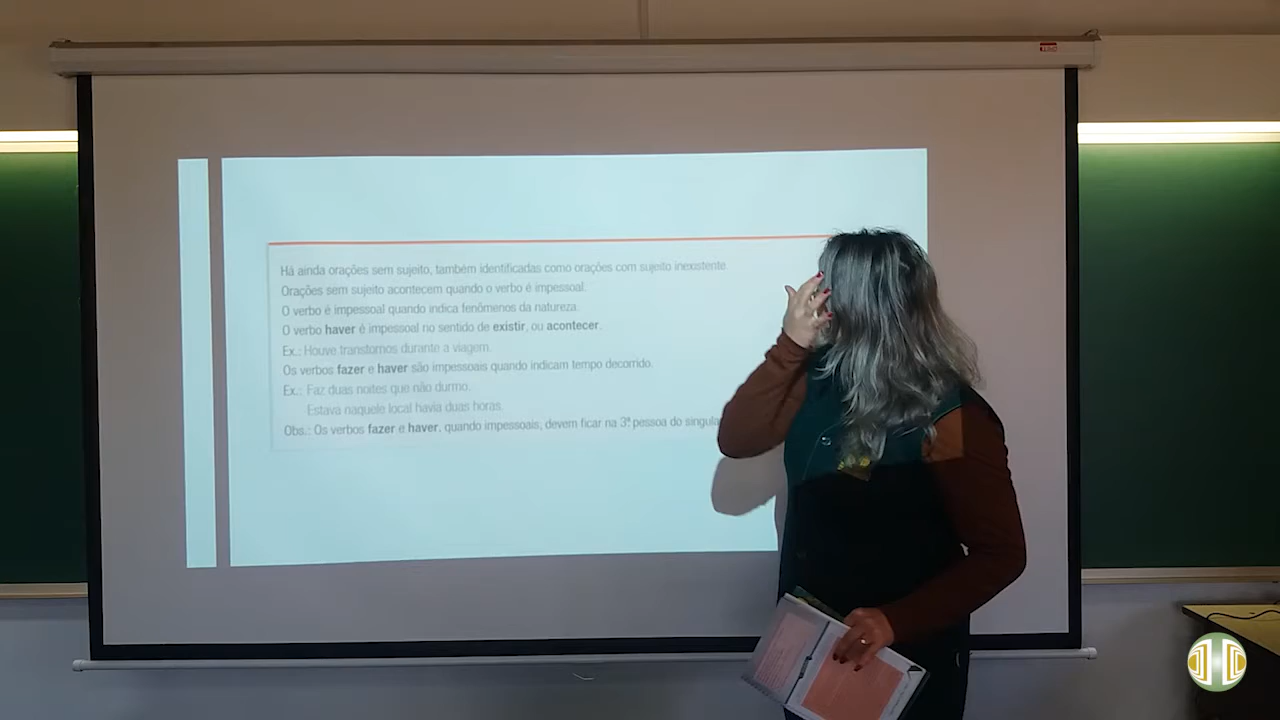 Há ainda orações sem sujeito, também identificadas como orações com sujeito inexistente.
Orações sem sujeito acontecem quando o verbo é impessoal.
O verbo é impessoal quando indica fenômenos da natureza.
O verbo haver é impessoal no sentido de existir, ou acontecer.
Ex.: Houve transtornos durante a viagem.
Os verbos fazer e haver são impessoais quando indicam tempo decorrido.
Ex.: Faz duas noites que não durmo.
Estava naquele local havia duas horas.
Obs.: Os verbos fazer e haver, quando impessoais, devem ficar na 3ª pessoa do singula